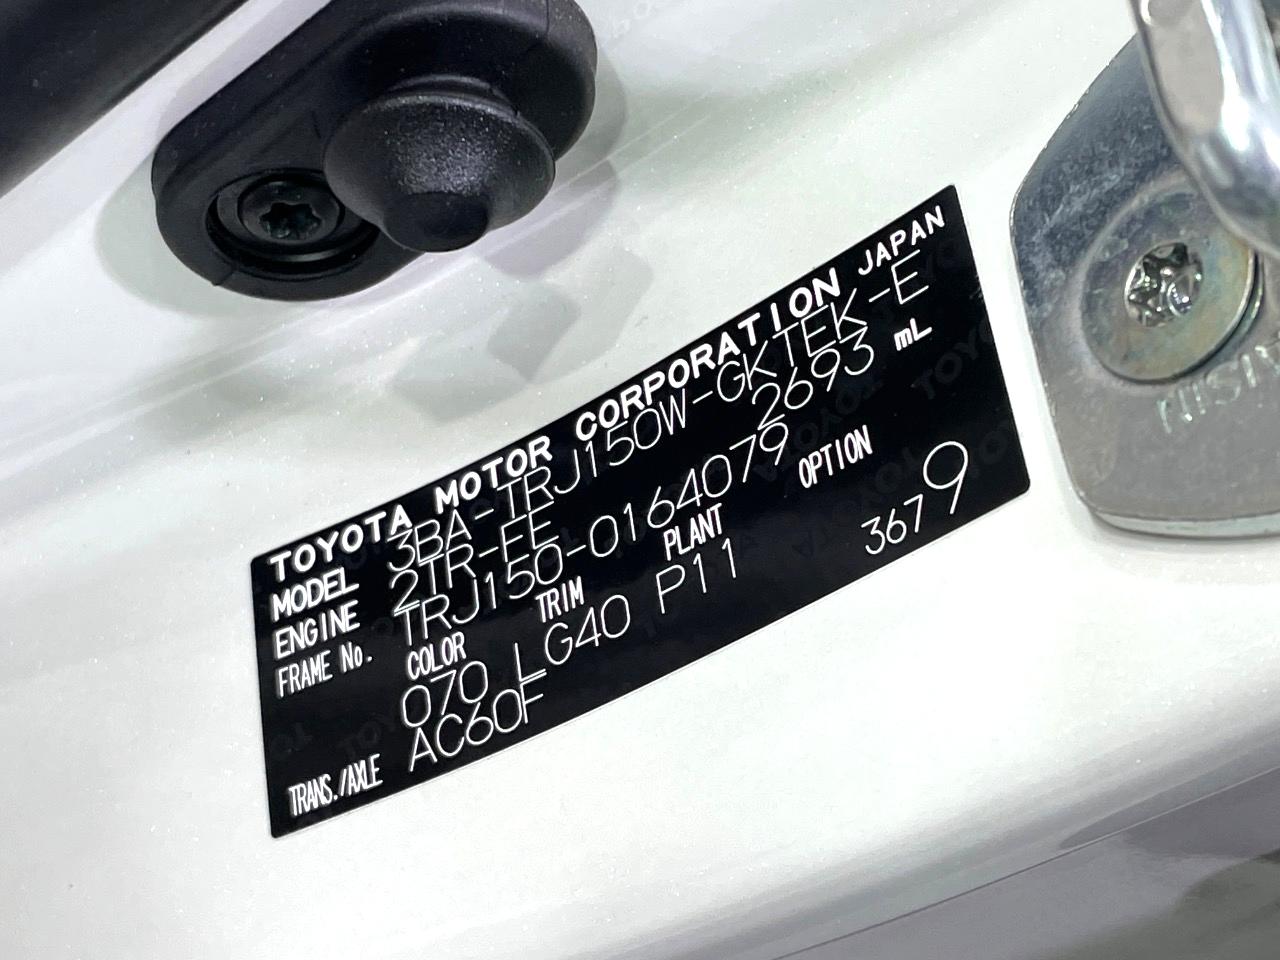 TOYOTA MOTOR CORPORATION JAPAN
MODEL 3BA-TRJ150W-GKTEK-E
ENGINE 2TR-FE 2693 mL
FRAME No. TRJ150-0164079
COLOR TRIM PLANT OPTION
070 LG40 P11 3679
TRANS./AXLE AC60F